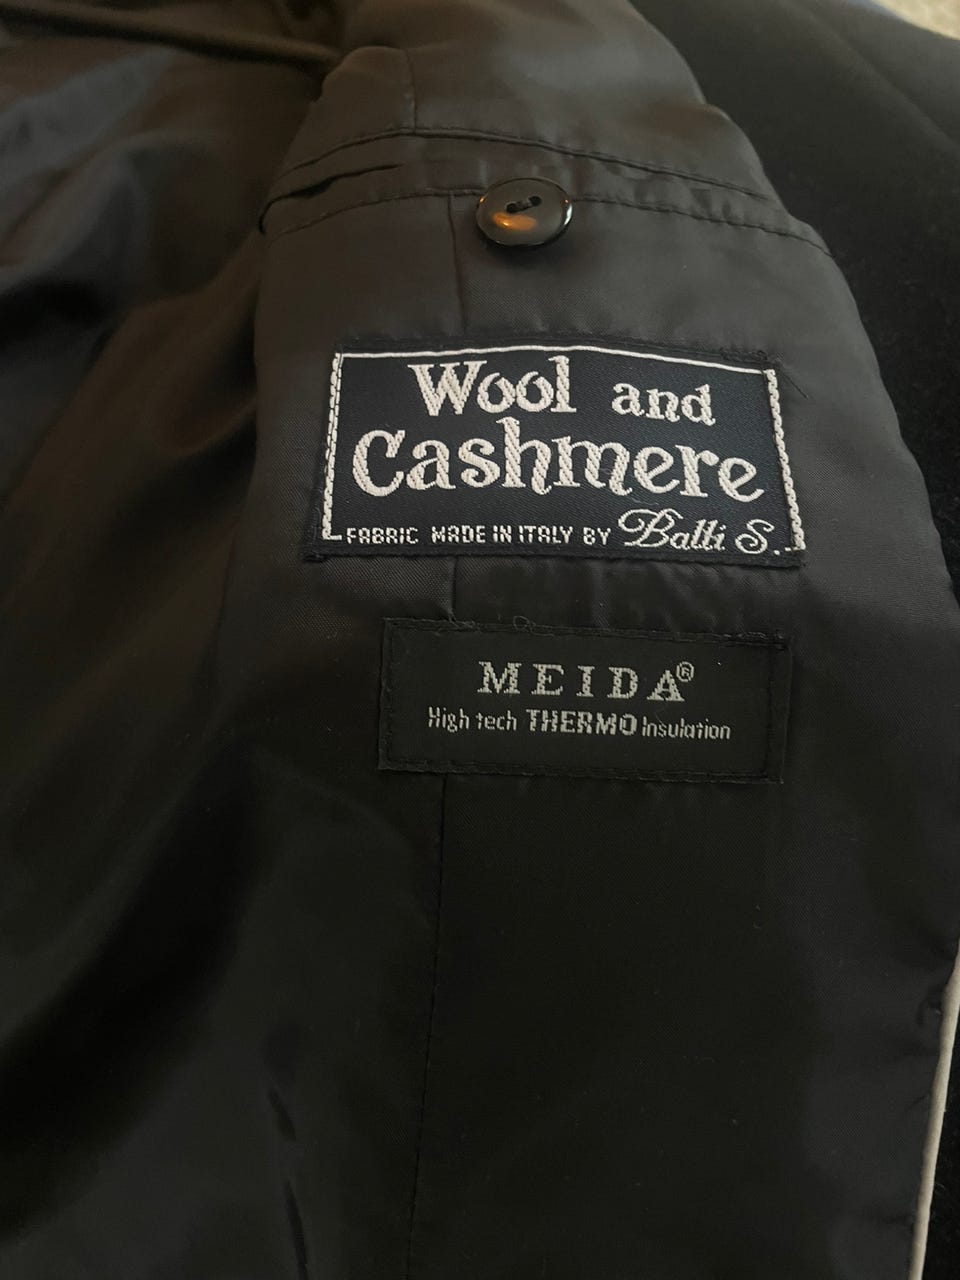 Wool and
Cashmere
FABRIC MADE IN ITALY BY Balli S.
MEIDA®
High tech THERMO Insulation